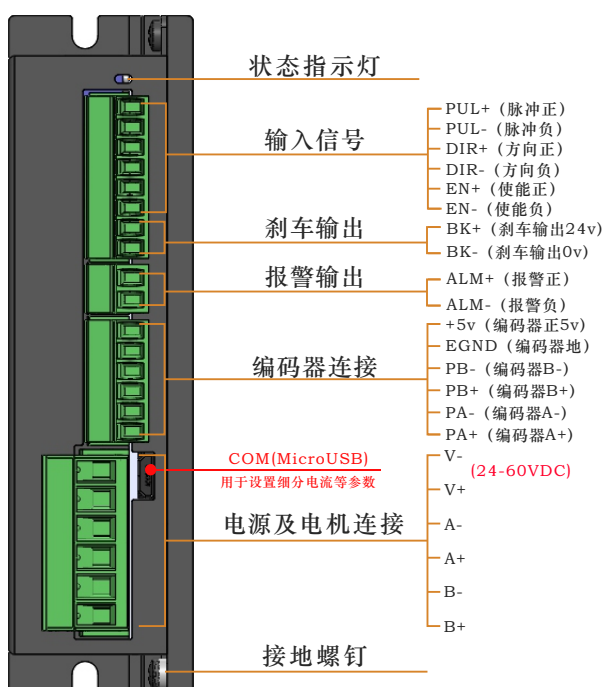 状态指示灯
输入信号
PUL+（脉冲正）
PUL-（脉冲负）
DIR+（方向正）
DIR-（方向负）
EN+（使能正）
EN-（使能负）
刹车输出
BK+（刹车输出24v）
BK-（刹车输出0v）
报警输出
ALM+（报警正）
ALM-（报警负）
编码器连接
+5v（编码器正5v）
EGND（编码器地）
PB-（编码器B-）
PB+（编码器B+）
PA-（编码器A-）
PA+（编码器A+）
COM(MicroUSB)
用于设置细分电流等参数
电源及电机连接
V-
(24-60VDC)
V+
A-
A+
B-
B+
接地螺钉